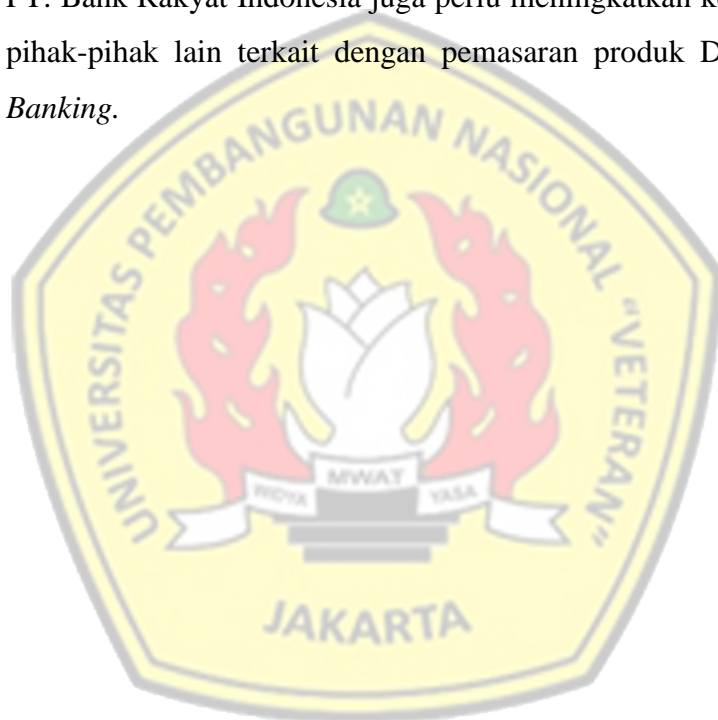 PT. Bank Rakyat Indonesia juga perlu meningkatkan
pihak-pihak lain terkait dengan pemasaran produk
Banking.
UNIVERSITAS PEMBANGUNAN NASIONAL "VETERAN"
WIDYA MWAT YASA
JAKARTA